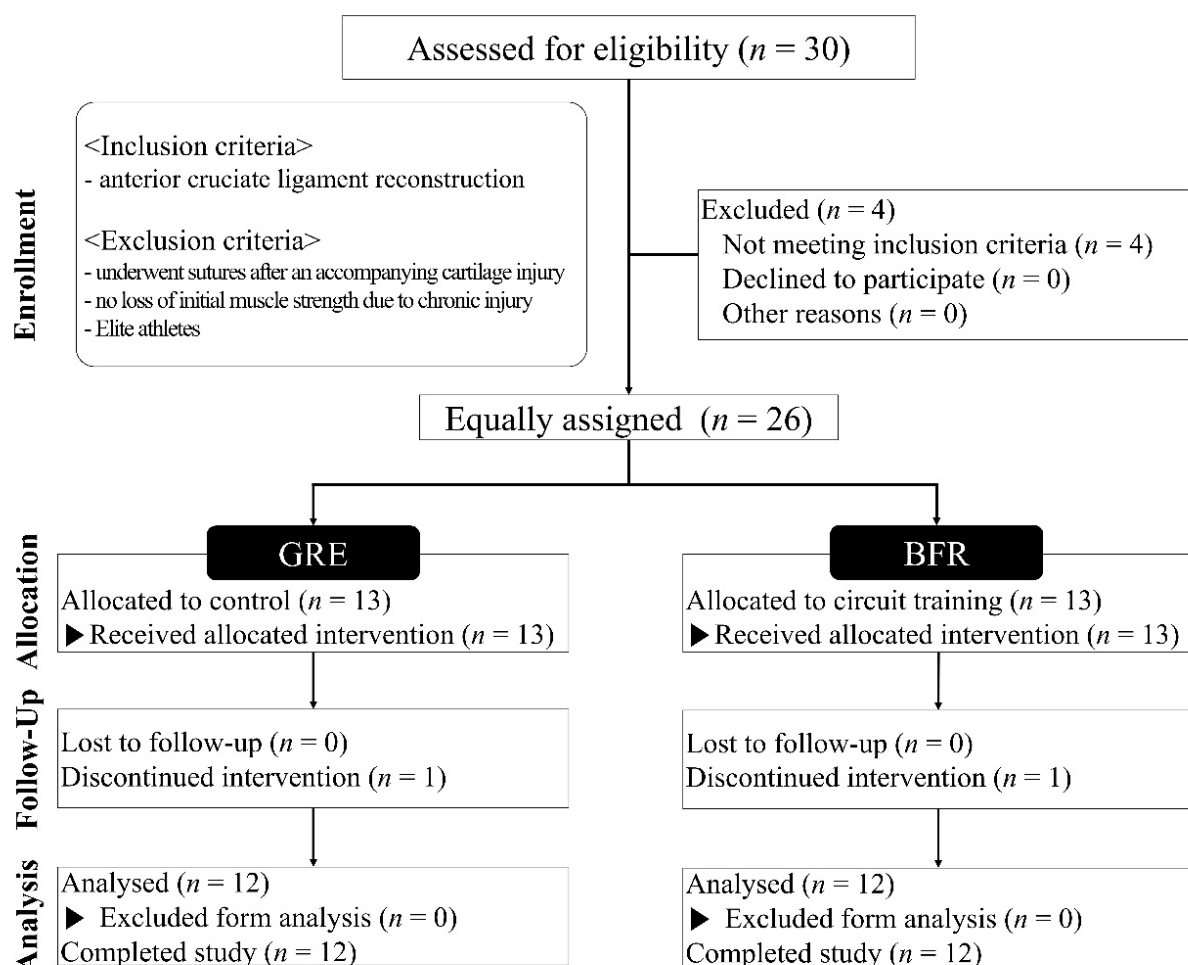 Assessed for eligibility (n = 30)
Enrollment
<Inclusion criteria>
- anterior cruciate ligament reconstruction
<Exclusion criteria>
- underwent sutures after an accompanying cartilage injury
- no loss of initial muscle strength due to chronic injury
- Elite athletes
Excluded (n = 4)
Not meeting inclusion criteria (n = 4)
Declined to participate (n = 0)
Other reasons (n = 0)
Equally assigned (n = 26)
Allocation
GRE
Allocated to control (n = 13)
▶ Received allocated intervention (n = 13)
BFR
Allocated to circuit training (n = 13)
▶ Received allocated intervention (n = 13)
Follow-Up
Lost to follow-up (n = 0)
Discontinued intervention (n = 1)
Lost to follow-up (n = 0)
Discontinued intervention (n = 1)
Analysis
Analysed (n = 12)
▶ Excluded form analysis (n = 0)
Completed study (n = 12)
Analysed (n = 12)
▶ Excluded form analysis (n = 0)
Completed study (n = 12)